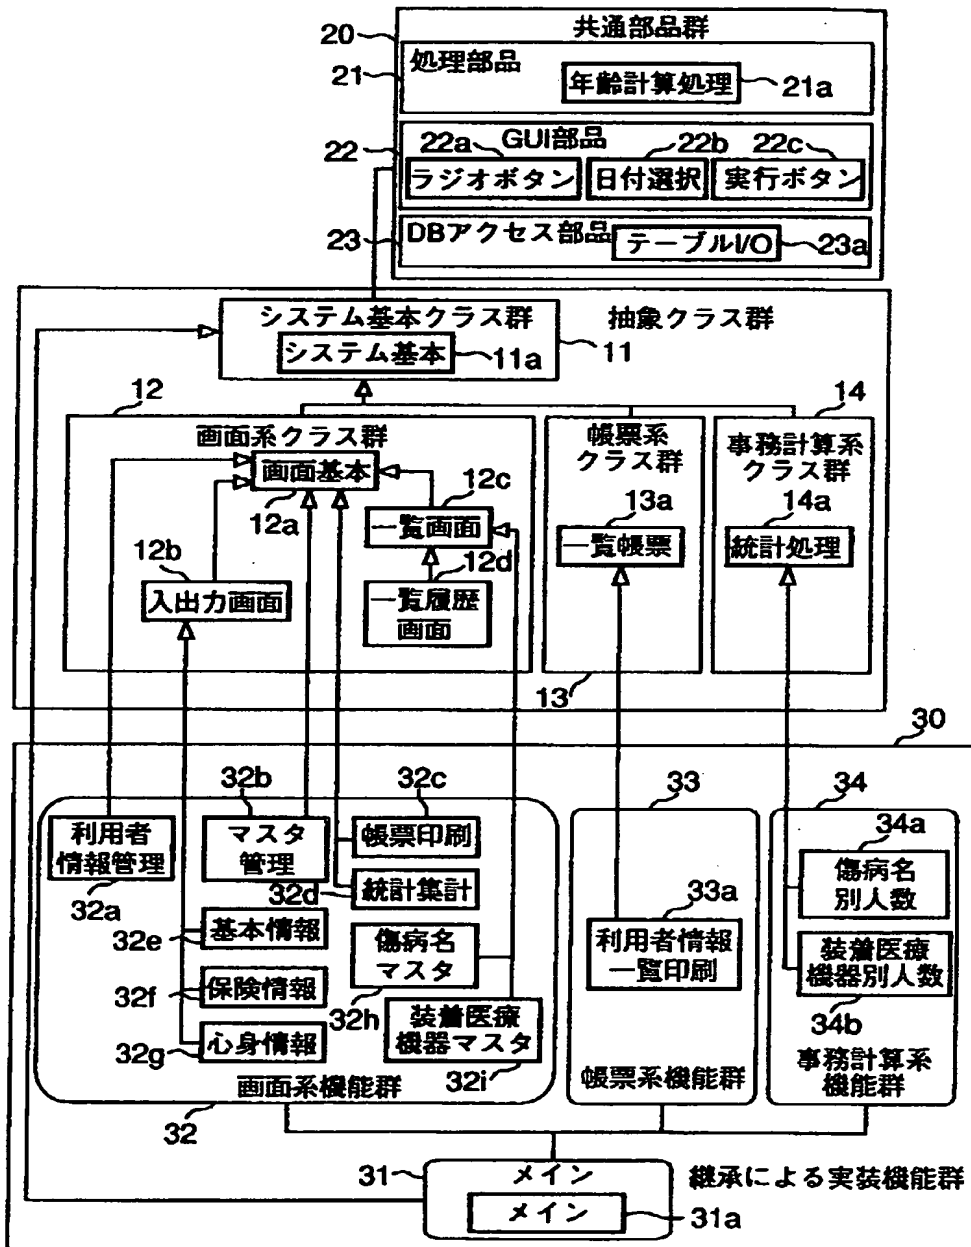 共通部品群
20
処理部品
21
年齢計算処理
21a
GUI部品
22
22a
22b
22c
ラジオボタン
日付選択
実行ボタン
23
DBアクセス部品
テーブルI/O
23a
システム基本クラス群
抽象クラス群
システム基本
11a
11
12
14
画面系クラス群
帳票系
クラス群
事務計算系
クラス群
画面基本
12a
12c
13a
14a
一覧画面
一覧帳票
統計処理
12b
12d
入出力画面
一覧履歴
画面
13
30
32b
32c
33
34
利用者
情報管理
32a
マスタ
管理
帳票印刷
32d
統計集計
34a
傷病名
別人数
33a
32e
基本情報
利用者情報
一覧印刷
傷病名
マスタ
32h
装着医療
機器別人数
34b
32f
保険情報
32g
心身情報
装着医療
機器マスタ
32i
画面系機能群
32
帳票系機能群
事務計算系
機能群
31
メイン
継承による実装機能群
メイン
31a